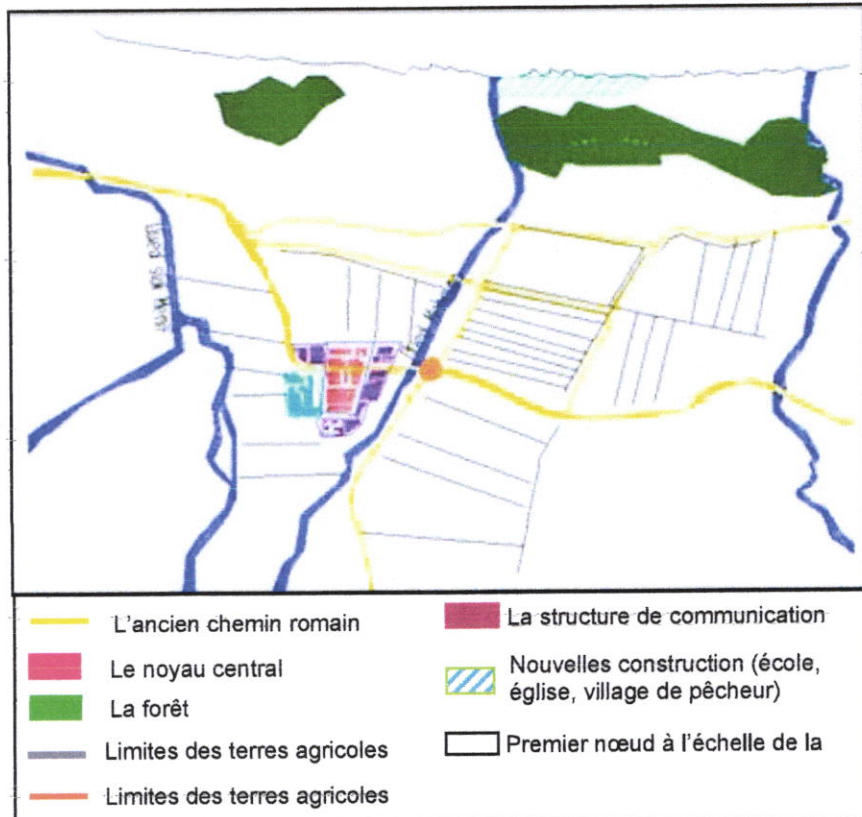 L'ancien chemin romain
Le noyau central
La forêt
Limites des terres agricoles
Limites des terres agricoles
La structure de communication
Nouvelles construction (école,
église, village de pêcheur)
Premier nœud à l'échelle de la